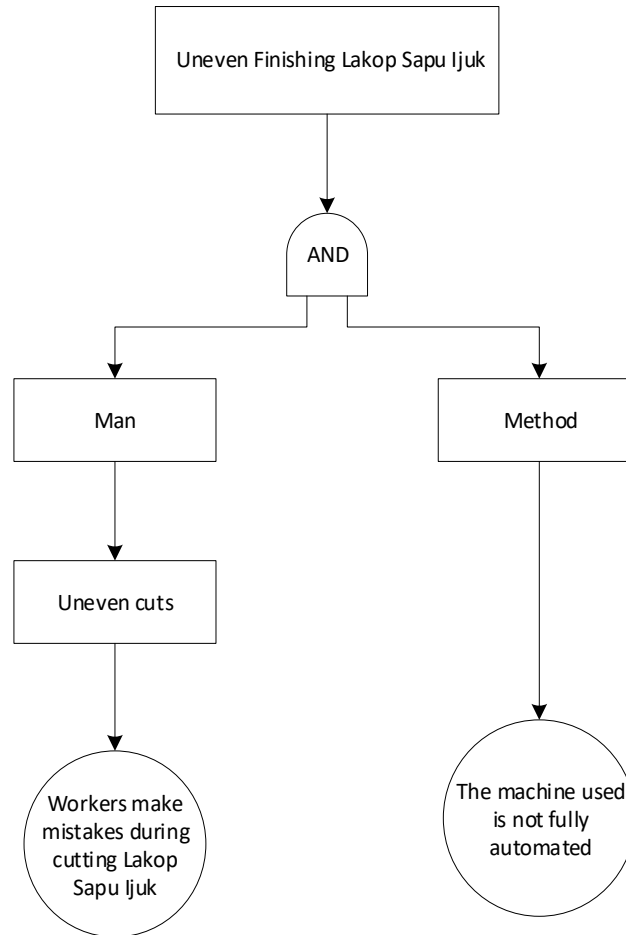 Uneven Finishing Lakop Sapu Ijuk
AND
Man
Method
Uneven cuts
Workers make
mistakes during
cutting Lakop
Sapu Ijuk
The machine used
is not fully
automated